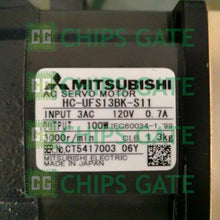 CHIPS GATE
MITSUBISHI
AC SERVO MOTOR
HC-UFS13BK-S11
INPUT 3AC 120V 0.7A
OUTPUT 100W IEC60034-1 '99
3000r/min
1.3kg
SER.No. C75417003 06Y
MITSUBISHI ELECTRIC
MADE IN JAPAN
CHIPS GATE